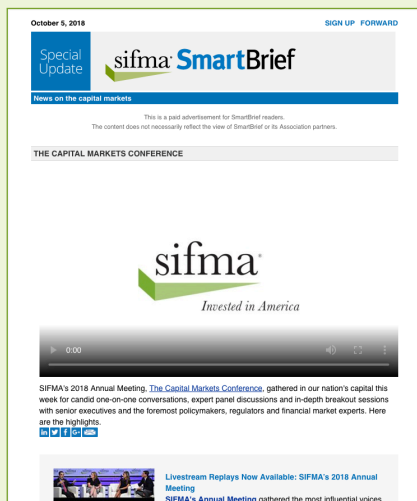 October 5, 2018 SIGN UP FORWARD
Special
Update
sifma SmartBrief
News on the capital markets
This is a paid advertisement for SmartBrief readers.
The content does not necessarily reflect the view of SmartBrief or its Association partners.
THE CAPITAL MARKETS CONFERENCE
sifma
Invested in America
0:00
SIFMA's 2018 Annual Meeting, The Capital Markets Conference, gathered in our nation's capital this
week for candid one-on-one conversations, expert panel discussions and in-depth breakout sessions
with senior executives and the foremost policymakers, regulators and financial market experts. Here
are the highlights.
Livestream Replays Now Available: SIFMA's 2018 Annual
Meeting
SIFMA's Annual Meeting gathered the most influential voices